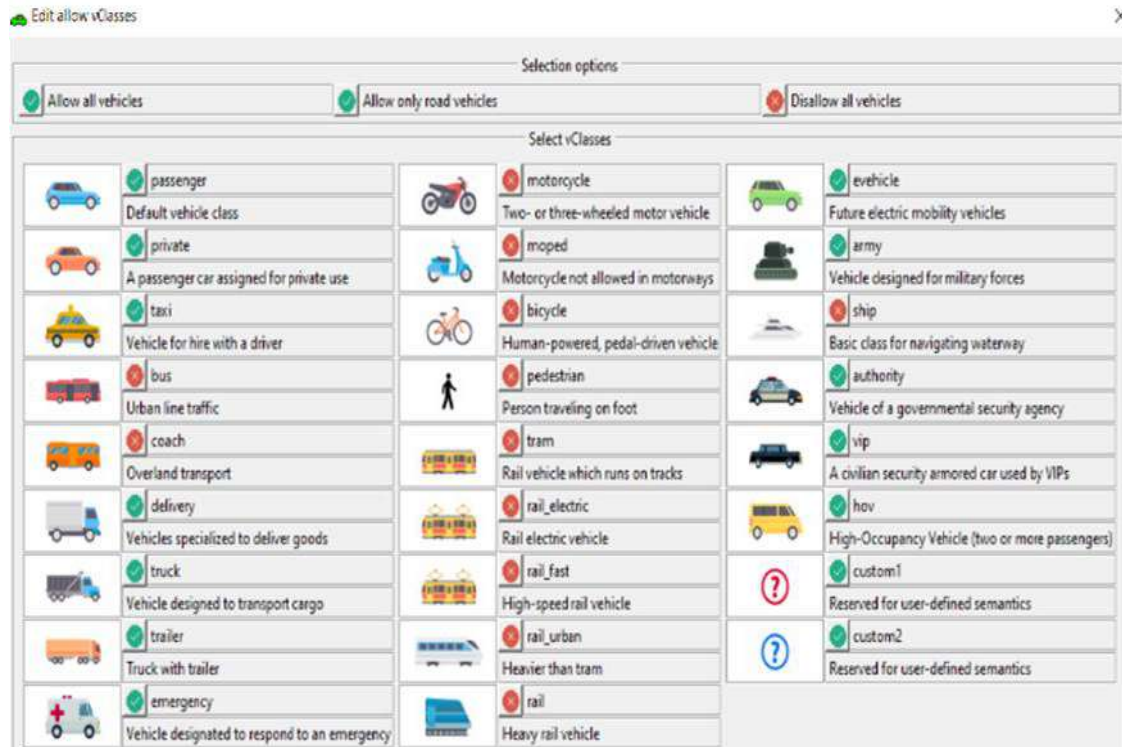 Edit allow vClasses
Selection options
Allow all vehicles
Allow only road vehicles
Disallow all vehicles
Select vClasses
passenger
Default vehicle class
private
A passenger car assigned for private use
taxi
Vehicle for hire with a driver
bus
Urban line traffic
coach
Overland transport
delivery
Vehicles specialized to deliver goods
truck
Vehicle designed to transport cargo
trailer
Truck with trailer
emergency
Vehicle designated to respond to an emergency
motorcycle
Two- or three-wheeled motor vehicle
moped
Motorcycle not allowed in motorways
bicycle
Human-powered, pedal-driven vehicle
pedestrian
Person traveling on foot
tram
Rail vehicle which runs on tracks
rail_electric
Rail electric vehicle
rail_fast
High-speed rail vehicle
rail_urban
Heavier than tram
rail
Heavy rail vehicle
evehicle
Future electric mobility vehicles
army
Vehicle designed for military forces
ship
Basic class for navigating waterway
authority
Vehicle of a governmental security agency
vip
A civilian security armored car used by VIPs
hov
High-Occupancy Vehicle (two or more passengers)
?
custom1
Reserved for user-defined semantics
?
custom2
Reserved for user-defined semantics